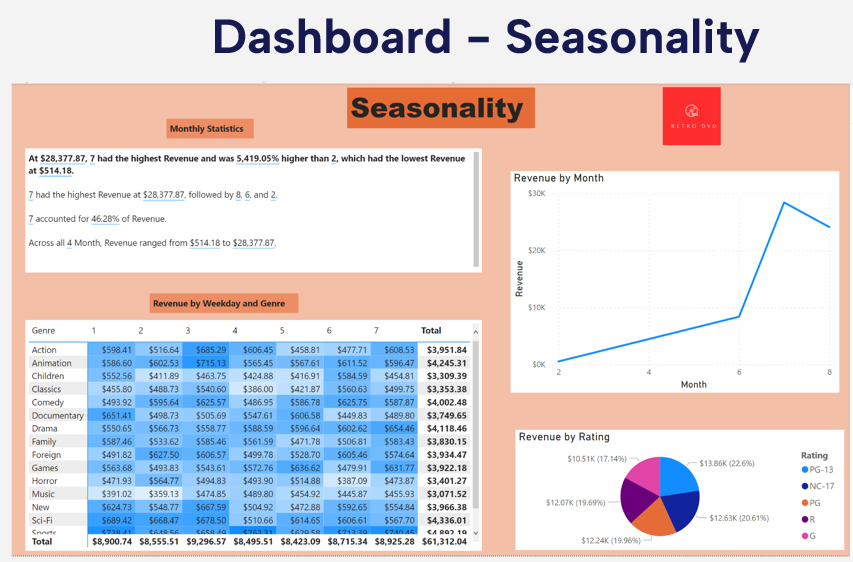 Dashboard – Seasonality
Seasonality
RETRO DVD
Monthly Statistics
At $28,377.87, 7 had the highest Revenue and was 5,419.05% higher than 2, which had the lowest Revenue
at $514.18.
7 had the highest Revenue at $28,377.87, followed by 8, 6, and 2.
7 accounted for 46.28% of Revenue.
Across all 4 Month, Revenue ranged from $514.18 to $28,377.87.
Revenue by Weekday and Genre
Genre 1 2 3 4 5 6 7 Total
Action $598.41 $516.64 $685.29 $606.45 $458.81 $477.71 $608.53 $3,951.84
Animation $586.60 $602.53 $715.13 $565.45 $567.61 $611.52 $596.47 $4,245.31
Children $552.56 $411.89 $463.75 $424.88 $416.91 $584.59 $454.81 $3,309.39
Classics $455.80 $488.73 $540.60 $386.00 $421.87 $560.63 $499.75 $3,353.38
Comedy $493.92 $595.64 $625.57 $486.95 $586.78 $625.75 $587.87 $4,002.48
Documentary $651.41 $498.73 $505.69 $547.61 $606.58 $449.83 $489.80 $3,749.65
Drama $550.65 $566.73 $558.77 $588.59 $596.64 $602.62 $654.46 $4,118.46
Family $587.46 $533.62 $585.46 $561.59 $471.78 $506.81 $583.43 $3,830.15
Foreign $491.82 $627.50 $606.57 $499.78 $528.70 $605.46 $574.64 $3,934.47
Games $563.68 $493.83 $543.61 $572.76 $636.62 $479.91 $631.77 $3,922.18
Horror $471.93 $564.77 $494.83 $493.90 $514.88 $387.09 $473.87 $3,401.27
Music $391.02 $359.13 $474.85 $489.80 $454.92 $445.87 $455.93 $3,071.52
New $624.73 $548.77 $667.59 $504.92 $472.88 $592.65 $554.84 $3,966.38
Sci-Fi $689.42 $668.47 $678.50 $510.66 $614.65 $606.61 $567.70 $4,336.01
Sports $738.41 $648.56 $658.49 $763.31 $629.58 $713.39 $740.45 $4,892.19
Total $8,900.74 $8,555.51 $9,296.57 $8,495.51 $8,423.09 $8,715.34 $8,925.28 $61,312.04
Revenue by Month
$30K
$20K
$10K
$0K
Revenue
2 4 6 8
Month
Revenue by Rating
$10.51K (17.14%)
$13.86K (22.6%)
$12.07K (19.69%)
$12.63K (20.61%)
$12.24K (19.96%)
Rating
PG-13
NC-17
PG
R
G